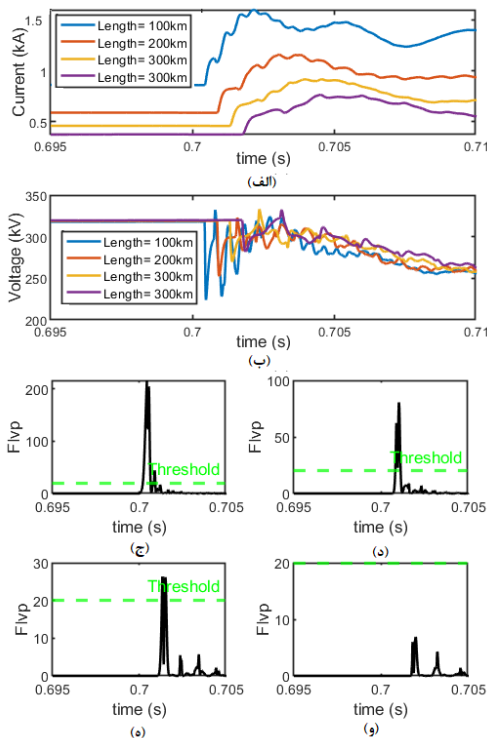 1.6
1
0.5
Current (kA)
Length= 100km
Length= 200km
Length= 300km
Length= 300km
0.695
0.7
0.705
0.71
time (s)
(الف)
350
300
250
200
Voltage (kV)
Length= 100km
Length= 200km
Length= 300km
Length= 300km
0.695
0.7
0.705
0.71
time (s)
(ب)
200
100
0
Flvp
Threshold
0.695
0.7
0.705
time (s)
(ج)
100
50
0
Flvp
Threshold
0.695
0.7
0.705
time (s)
(د)
30
20
10
0
Flvp
Threshold
0.695
0.7
0.705
time (s)
(ه)
20
10
0
Flvp
0.695
0.7
0.705
time (s)
(و)